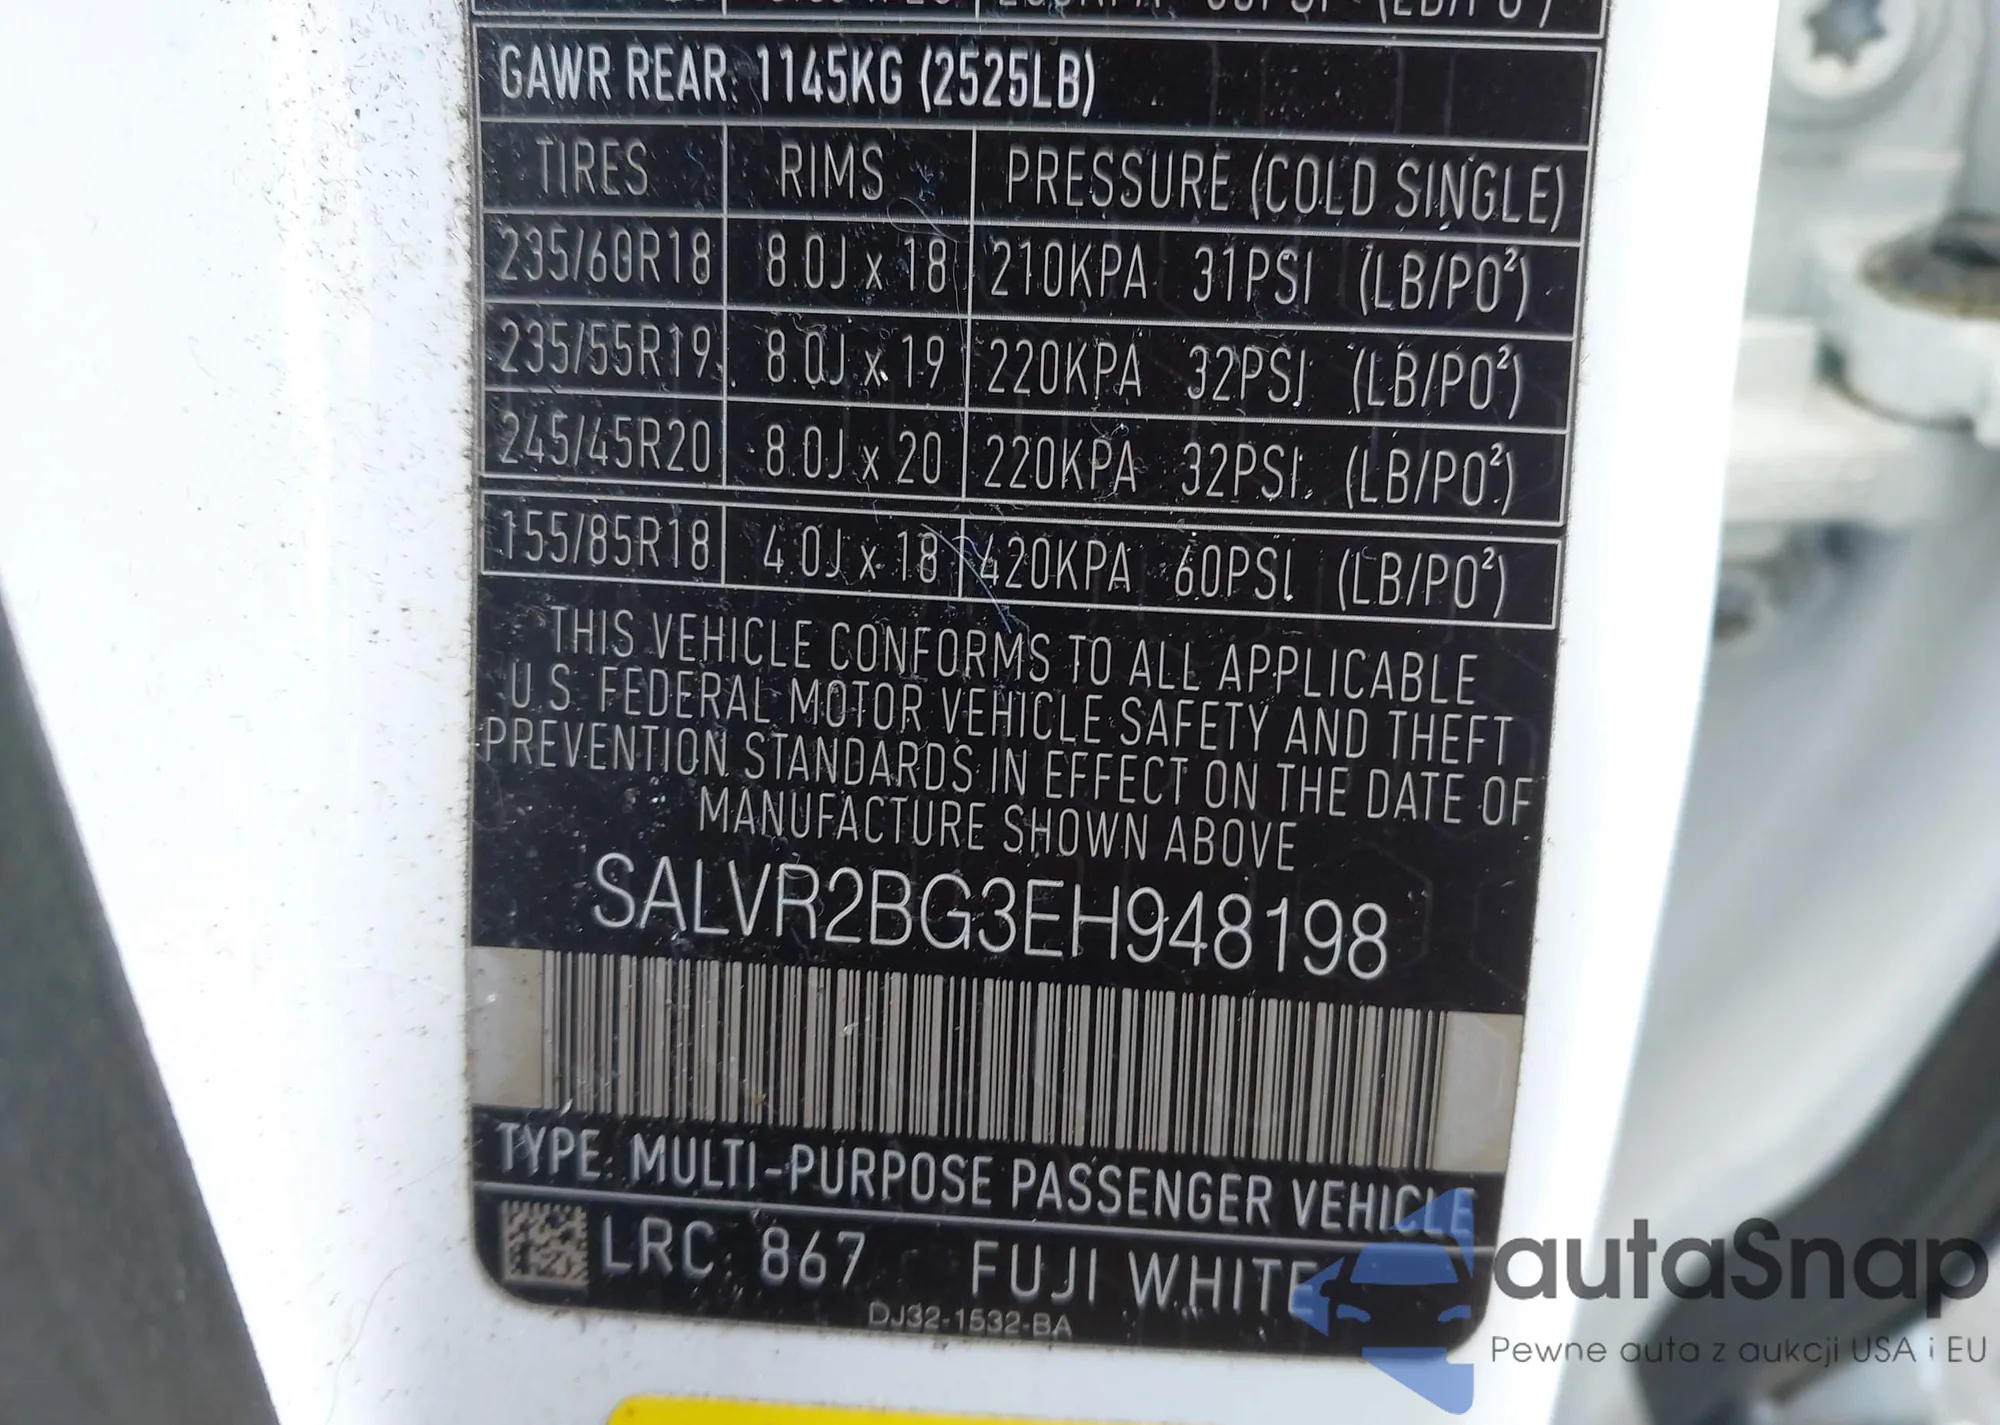 GAWR REAR: 1145KG (2525LB)
TIRES RIMS PRESSURE (COLD SINGLE)
235/60R18 8.0J x 18 210KPA 31PSI (LB/PO²)
235/55R19 8.0J x 19 220KPA 32PSI (LB/PO²)
245/45R20 8.0J x 20 220KPA 32PSI (LB/PO²)
155/85R18 4.0J x 18 420KPA 60PSI (LB/PO²)
THIS VEHICLE CONFORMS TO ALL APPLICABLE
U.S. FEDERAL MOTOR VEHICLE SAFETY AND THEFT
PREVENTION STANDARDS IN EFFECT ON THE DATE OF
MANUFACTURE SHOWN ABOVE
SALVR2BG3EH948198
TYPE: MULTI-PURPOSE PASSENGER VEHICLE
LRC 867 FUJI WHITE
DJ32-1532-BA
autaSnap
Pewne auta z aukcji USA i EU